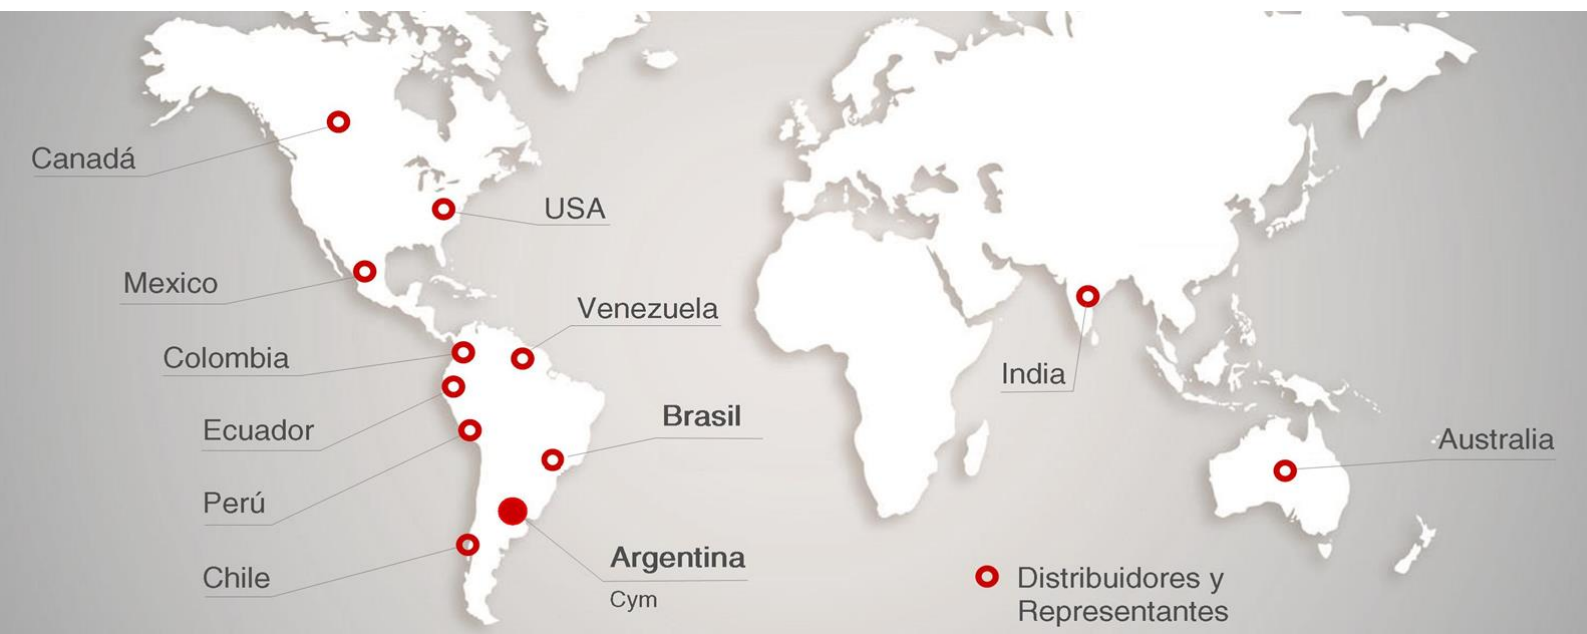 Canadá
USA
Mexico
Venezuela
Colombia
India
Ecuador
Brasil
Australia
Perú
Argentina
Cym
Chile
Distribuidores y
Representantes